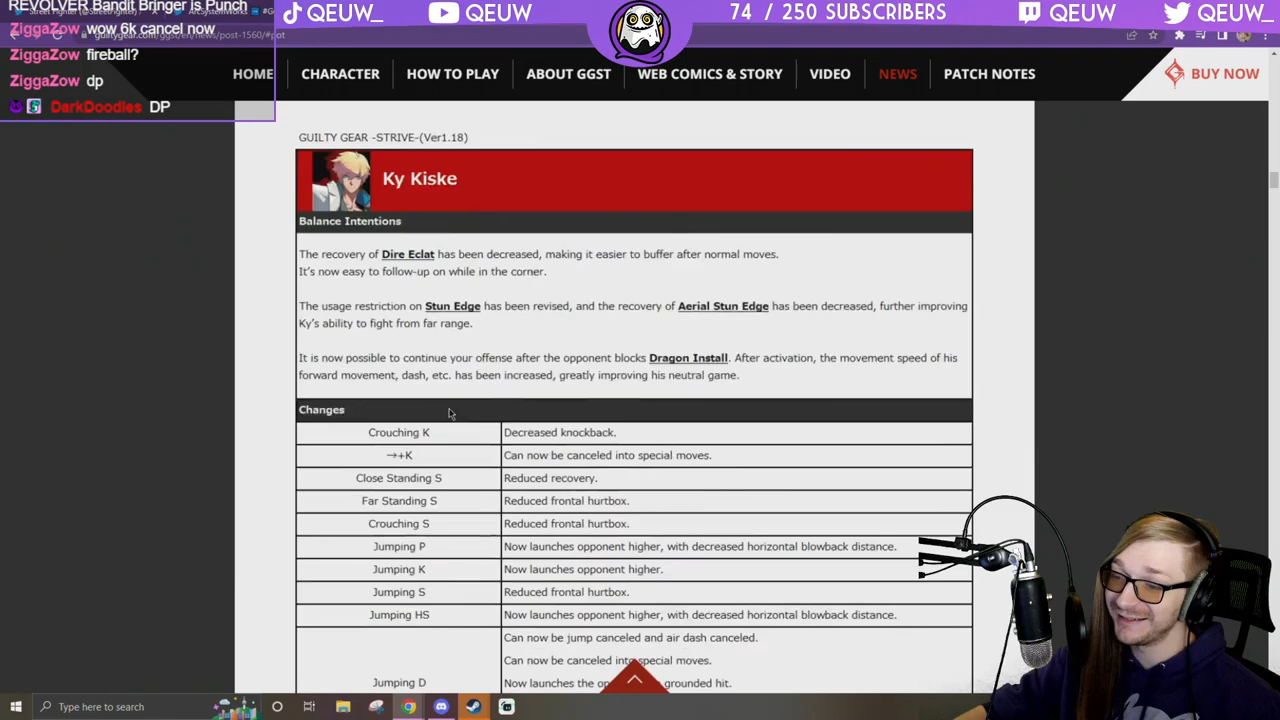 REVOLVER Bandit Bringer is Punch
ZiggaZow wow 6k cancel now
ZiggaZow fireball?
ZiggaZow dp
DarkDoodles DP
QEUW_
QEUW
74 / 250 SUBSCRIBERS
QEUW
QEUW_
HOME
CHARACTER
HOW TO PLAY
ABOUT GGST
WEB COMICS & STORY
VIDEO
NEWS
PATCH NOTES
BUY NOW
GUILTY GEAR -STRIVE-(Ver1.18)
Ky Kiske
Balance Intentions
The recovery of Dire Eclat has been decreased, making it easier to buffer after normal moves.
It's now easy to follow-up on while in the corner.
The usage restriction on Stun Edge has been revised, and the recovery of Aerial Stun Edge has been decreased, further improving
Ky's ability to fight from far range.
It is now possible to continue your offense after the opponent blocks Dragon Install. After activation, the movement speed of his
forward movement, dash, etc. has been increased, greatly improving his neutral game.
Changes
Crouching K Decreased knockback.
→+K Can now be canceled into special moves.
Close Standing S Reduced recovery.
Far Standing S Reduced frontal hurtbox.
Crouching S Reduced frontal hurtbox.
Jumping P Now launches opponent higher, with decreased horizontal blowback distance.
Jumping K Now launches opponent higher.
Jumping S Reduced frontal hurtbox.
Jumping HS Now launches opponent higher, with decreased horizontal blowback distance.
Can now be jump canceled and air dash canceled.
Can now be canceled into special moves.
Jumping D Now launches the grounded hit.
Type here to search